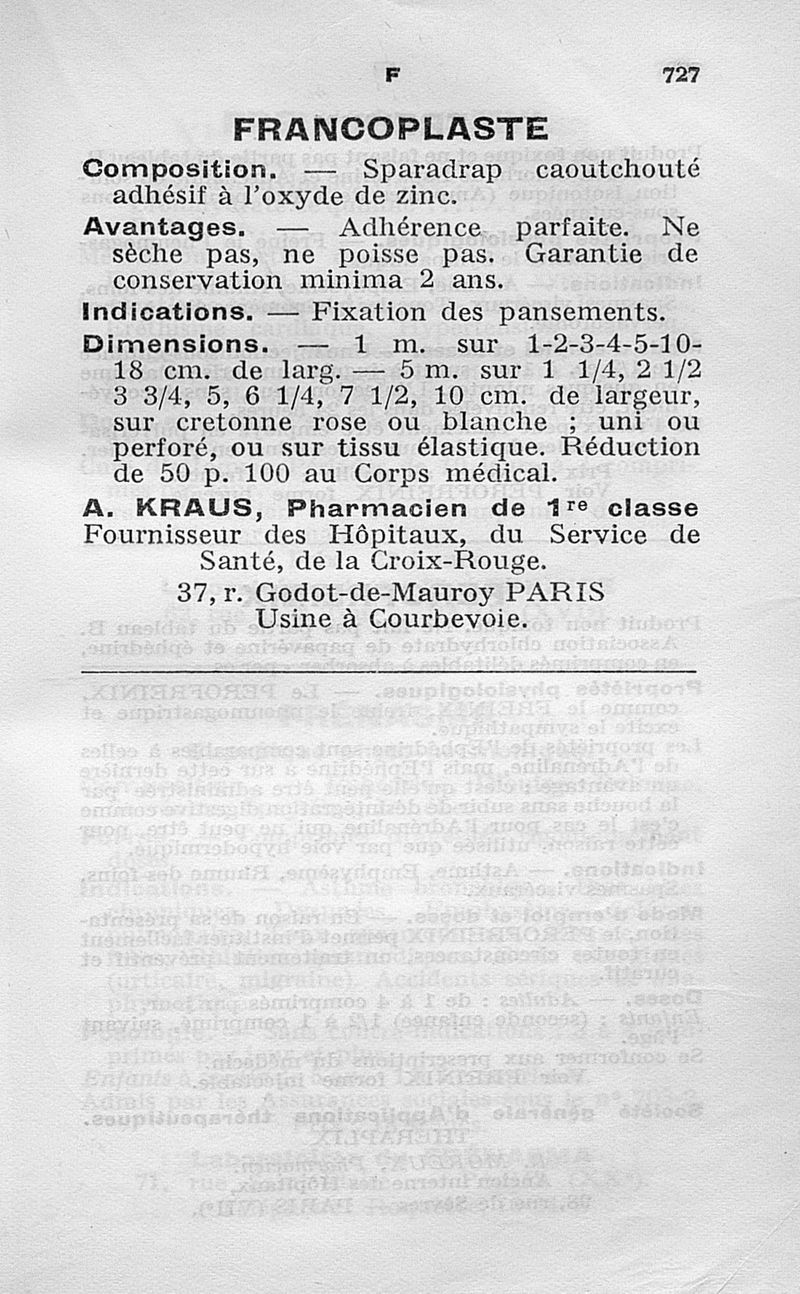 F 727
FRANCOPLASTE
Composition. — Sparadrap caoutchouté
adhésif à l'oxyde de zinc.
Avantages. — Adhérence parfaite. Ne
sèche pas, ne poisse pas. Garantie de
conservation minima 2 ans.
Indications. — Fixation des pansements.
Dimensions. — 1 m. sur 1-2-3-4-5-10-
18 cm. de larg. — 5 m. sur 1 1/4, 2 1/2
3 3/4, 5, 6 1/4, 7 1/2, 10 cm. de largeur,
sur cretonne rose ou blanche ; uni ou
perforé, ou sur tissu élastique. Réduction
de 50 p. 100 au Corps médical.
A. KRAUS, Pharmacien de 1re classe
Fournisseur des Hôpitaux, du Service de
Santé, de la Croix-Rouge.
37, r. Godot-de-Mauroy PARIS
Usine à Courbevoie.